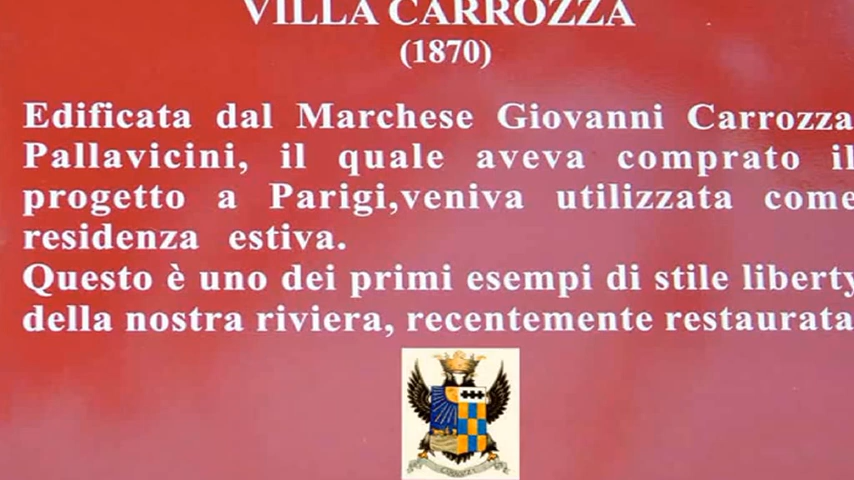 VILLA CARROZZA
(1870)
Edificata dal Marchese Giovanni Carrozza
Pallavicini, il quale aveva comprato il
progetto a Parigi,veniva utilizzata come
residenza estiva.
Questo è uno dei primi esempi di stile liberty
della nostra riviera, recentemente restaurata